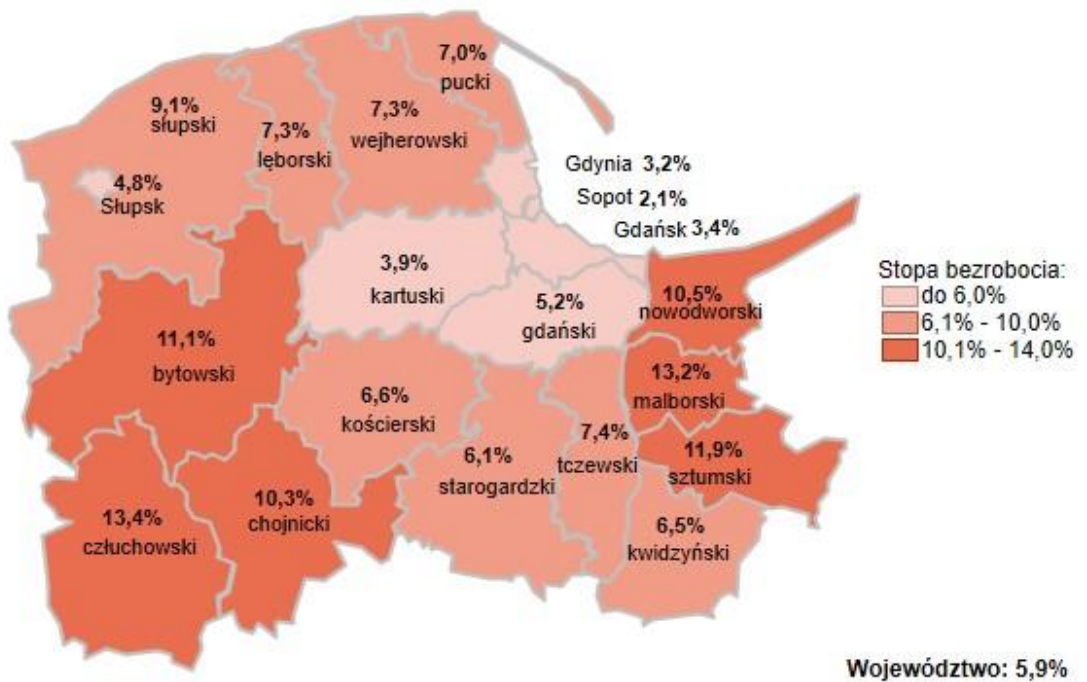 7,0%
pucki
9,1%
słupski
7,3%
lęborski
7,3%
wejherowski
Gdynia 3,2%
Sopot 2,1%
Gdańsk 3,4%
4,8%
Słupsk
3,9%
kartuski
5,2%
gdański
10,5%
nowodworski
Stopa bezrobocia:
do 6,0%
6,1% - 10,0%
10,1% - 14,0%
11,1%
bytowski
6,6%
kościerski
13,2%
malborski
7,4%
tczewski
6,1%
starogardzki
11,9%
sztumski
13,4%
człuchowski
10,3%
chojnicki
6,5%
kwidzyński
Województwo: 5,9%